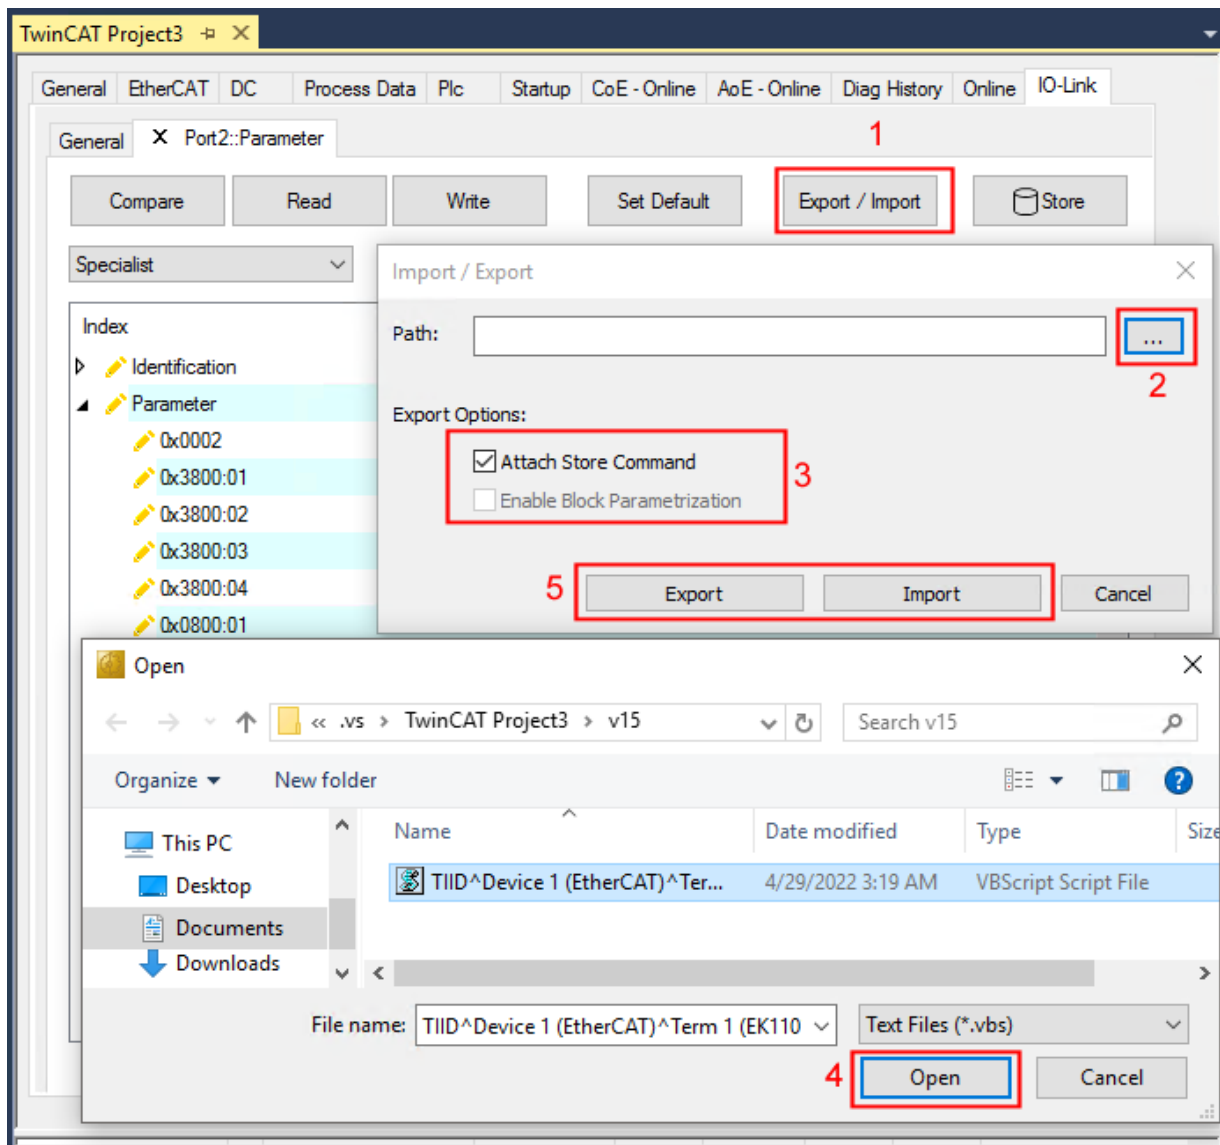 TwinCAT Project3
General EtherCAT DC Process Data Plc Startup CoE - Online AoE - Online Diag History Online IO-Link
General X Port2::Parameter
1
Compare Read Write Set Default Export / Import Store
Specialist
Import / Export
Index
Path:
...
2
Identification
Parameter
Export Options:
0x0002
Attach Store Command
3
0x3800:01
Enable Block Parametrization
0x3800:02
0x3800:03
0x3800:04
5 Export Import Cancel
0x0800:01
Open
« .vs > TwinCAT Project3 > v15
Search v15
Organize New folder
?
This PC
Desktop
Documents
Downloads
Name Date modified Type Size
TIID^Device 1 (EtherCAT)^Ter... 4/29/2022 3:19 AM VBScript Script File
File name: TIID^Device 1 (EtherCAT)^Term 1 (EK110 Text Files (*.vbs)
4 Open Cancel